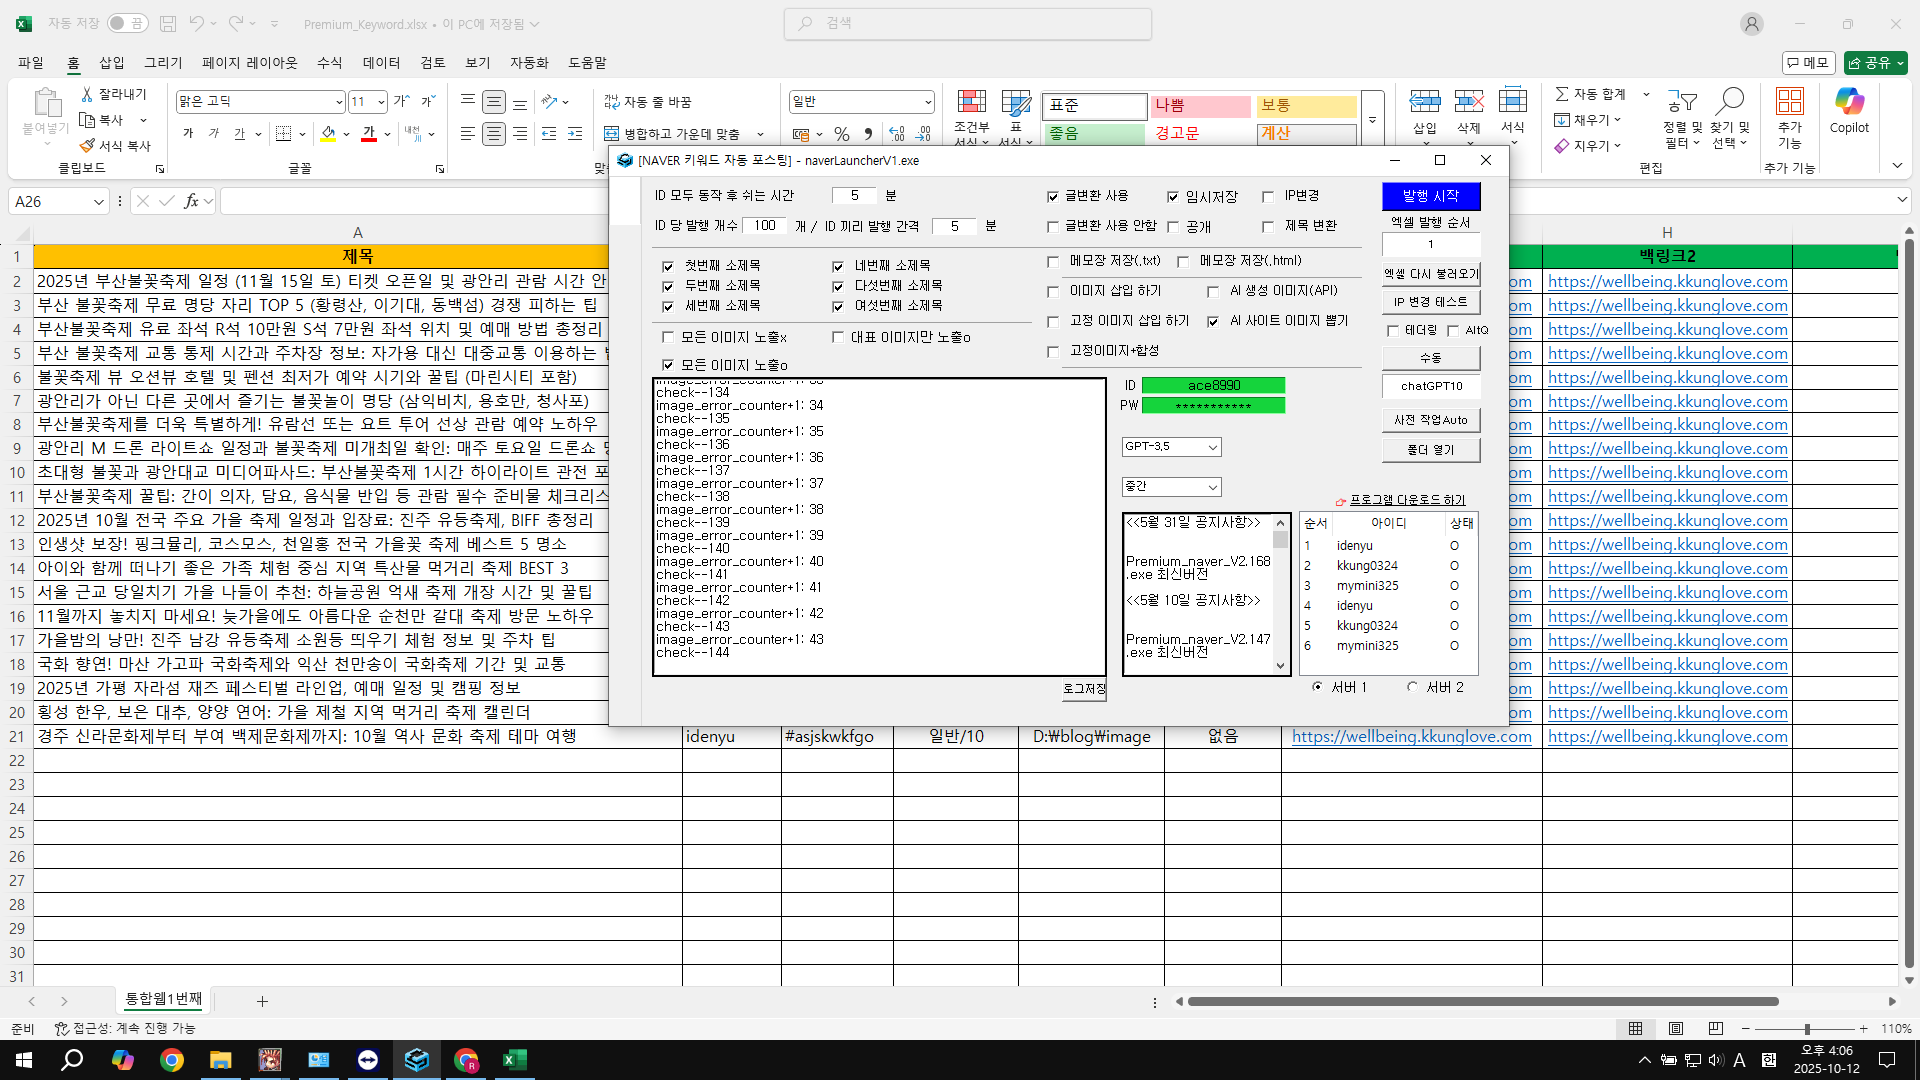 자동 저장 끔 Premium_Keyword.xlsx • 이 PC에 저장됨 검색
파일 홈 삽입 그리기 페이지 레이아웃 수식 데이터 검토 보기 자동화 도움말 메모 공유
붙여넣기 잘라내기 복사 서식 복사 클립보드
맑은 고딕 11 가 가 가 가 가 가 내천 글꼴
가나다 자동 줄 바꿈 병합하고 가운데 맞춤
일반 % 조건부 서식 표 서식
표준 나쁨 보통
좋음 경고문 계산
삽입 삭제 서식
자동 합계 채우기 지우기 정렬 및 필터 찾기 및 선택 편집
추가 기능 추가 기능 Copilot
A26 fx
[NAVER 키워드 자동 포스팅] - naverLauncherV1.exe
ID 모두 동작 후 쉬는 시간 5 분
ID 당 발행 개수 100 개 / ID 끼리 발행 간격 5 분
글변환 사용 임시저장 IP변경
글변환 사용 안함 공개 제목 변환
발행 시작
엑셀 발행 순서
1
엑셀 다시 불러오기
IP 변경 테스트
테더링 AltQ
수동
chatGPT10
사전 작업Auto
폴더 열기
첫번째 소제목 네번째 소제목
두번째 소제목 다섯번째 소제목
세번째 소제목 여섯번째 소제목
모든 이미지 노출x 대표 이미지만 노출o
모든 이미지 노출o
메모장 저장(.txt) 메모장 저장(.html)
이미지 삽입 하기 AI 생성 이미지(API)
고정 이미지 삽입 하기 AI 사이트 이미지 뽑기
고정이미지+합성
check--134
image_error_counter+1: 34
check--135
image_error_counter+1: 35
check--136
image_error_counter+1: 36
check--137
image_error_counter+1: 37
check--138
image_error_counter+1: 38
check--139
image_error_counter+1: 39
check--140
image_error_counter+1: 40
check--141
image_error_counter+1: 41
check--142
image_error_counter+1: 42
check--143
image_error_counter+1: 43
check--144
로그저장
ID ace8990
PW ***********
GPT-3.5
중간
<<5월 31일 공지사항>>
Premium_naver_V2.168
.exe 최신버전
<<5월 10일 공지사항>>
Premium_naver_V2.147
.exe 최신버전
프로그램 다운로드 하기
순서 아이디 상태
1 idenyu O
2 kkung0324 O
3 mymini325 O
4 idenyu O
5 kkung0324 O
6 mymini325 O
서버 1 서버 2
A H
1 제목 백링크2
2 2025년 부산불꽃축제 일정 (11월 15일 토) 티켓 오픈일 및 광안리 관람 시간 안 om https://wellbeing.kkunglove.com
3 부산 불꽃축제 무료 명당 자리 TOP 5 (황령산, 이기대, 동백섬) 경쟁 피하는 팁 om https://wellbeing.kkunglove.com
4 부산불꽃축제 유료 좌석 R석 10만원 S석 7만원 좌석 위치 및 예매 방법 총정리 om https://wellbeing.kkunglove.com
5 부산 불꽃축제 교통 통제 시간과 주차장 정보: 자가용 대신 대중교통 이용하는 om https://wellbeing.kkunglove.com
6 불꽃축제 뷰 오션뷰 호텔 및 펜션 최저가 예약 시기와 꿀팁 (마린시티 포함) om https://wellbeing.kkunglove.com
7 광안리가 아닌 다른 곳에서 즐기는 불꽃놀이 명당 (삼익비치, 용호만, 청사포) om https://wellbeing.kkunglove.com
8 부산불꽃축제를 더욱 특별하게! 유람선 또는 요트 투어 선상 관람 예약 노하우 om https://wellbeing.kkunglove.com
9 광안리 M 드론 라이트쇼 일정과 불꽃축제 미개최일 확인: 매주 토요일 드론쇼 om https://wellbeing.kkunglove.com
10 초대형 불꽃과 광안대교 미디어파사드: 부산불꽃축제 1시간 하이라이트 관전 포 om https://wellbeing.kkunglove.com
11 부산불꽃축제 꿀팁: 간이 의자, 담요, 음식물 반입 등 관람 필수 준비물 체크리스 om https://wellbeing.kkunglove.com
12 2025년 10월 전국 주요 가을 축제 일정과 입장료: 진주 유등축제, BIFF 총정리 om https://wellbeing.kkunglove.com
13 인생샷 보장! 핑크뮬리, 코스모스, 천일홍 전국 가을꽃 축제 베스트 5 명소 om https://wellbeing.kkunglove.com
14 아이와 함께 떠나기 좋은 가족 체험 중심 지역 특산물 먹거리 축제 BEST 3 om https://wellbeing.kkunglove.com
15 서울 근교 당일치기 가을 나들이 추천: 하늘공원 억새 축제 개장 시간 및 꿀팁 om https://wellbeing.kkunglove.com
16 11월까지 놓치지 마세요! 늦가을에도 아름다운 순천만 갈대 축제 방문 노하우 om https://wellbeing.kkunglove.com
17 가을밤의 낭만! 진주 남강 유등축제 소원등 띄우기 체험 정보 및 주차 팁 om https://wellbeing.kkunglove.com
18 국화 향연! 마산 가고파 국화축제와 익산 천만송이 국화축제 기간 및 교통 om https://wellbeing.kkunglove.com
19 2025년 가평 자라섬 재즈 페스티벌 라인업, 예매 일정 및 캠핑 정보 om https://wellbeing.kkunglove.com
20 횡성 한우, 보은 대추, 양양 연어: 가을 제철 지역 먹거리 축제 캘린더 om https://wellbeing.kkunglove.com
21 경주 신라문화제부터 부여 백제문화제까지: 10월 역사 문화 축제 테마 여행 idenyu #asjskwkfgo 일반/10 D:₩blog₩image 없음 https://wellbeing.kkunglove.com https://wellbeing.kkunglove.com
22
23
24
25
26
27
28
29
30
31
통합웰1번째
준비 접근성: 계속 진행 가능 110%
A 한 오후 4:06
2025-10-12